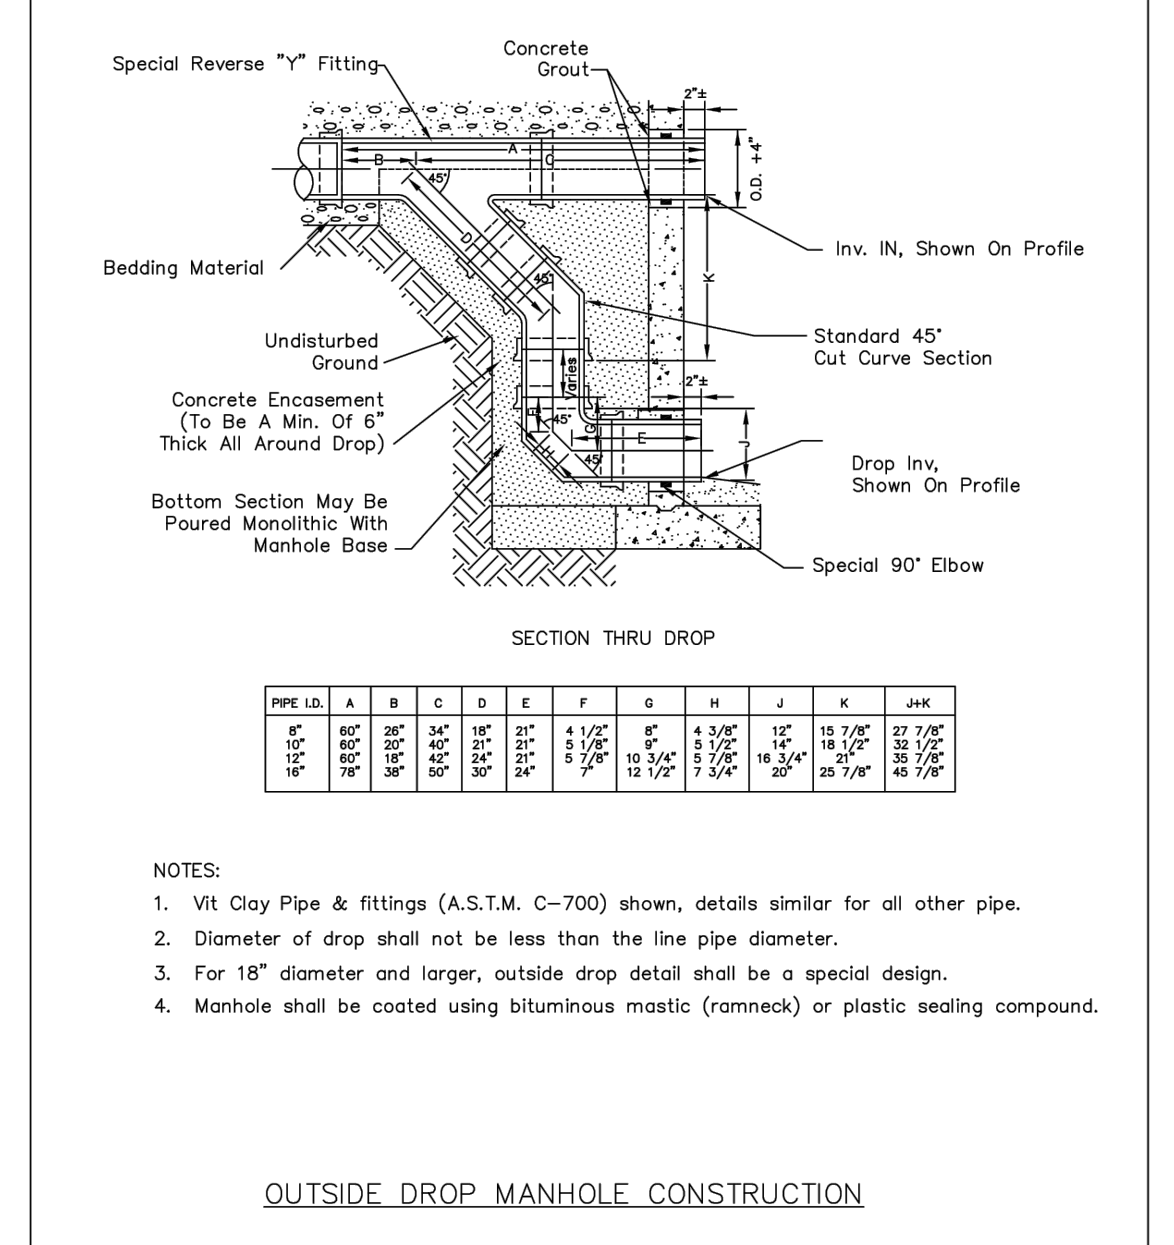 Special Reverse "Y" Fitting
Concrete
Grout
2"±
A
B
C
45°
O.D. +4"
D
Inv. IN, Shown On Profile
Bedding Material
K
45°
Undisturbed
Ground
Standard 45°
Cut Curve Section
Varies
2"±
Concrete Encasement
(To Be A Min. Of 6"
Thick All Around Drop)
F
45°
G
E
J
H
45°
Drop Inv,
Shown On Profile
Bottom Section May Be
Poured Monolithic With
Manhole Base
Special 90° Elbow
SECTION THRU DROP
PIPE I.D. A B C D E F G H J K J+K
8" 60" 26" 34" 18" 21" 4 1/2" 8" 4 3/8" 12" 15 7/8" 27 7/8"
10" 60" 20" 40" 21" 21" 5 1/8" 9" 5 1/2" 14" 18 1/2" 32 1/2"
12" 60" 18" 42" 24" 21" 5 7/8" 10 3/4" 5 7/8" 16 3/4" 21" 35 7/8"
16" 78" 38" 50" 30" 24" 7" 12 1/2" 7 3/4" 20" 25 7/8" 45 7/8"
NOTES:
1. Vit Clay Pipe & fittings (A.S.T.M. C-700) shown, details similar for all other pipe.
2. Diameter of drop shall not be less than the line pipe diameter.
3. For 18" diameter and larger, outside drop detail shall be a special design.
4. Manhole shall be coated using bituminous mastic (ramneck) or plastic sealing compound.
OUTSIDE DROP MANHOLE CONSTRUCTION